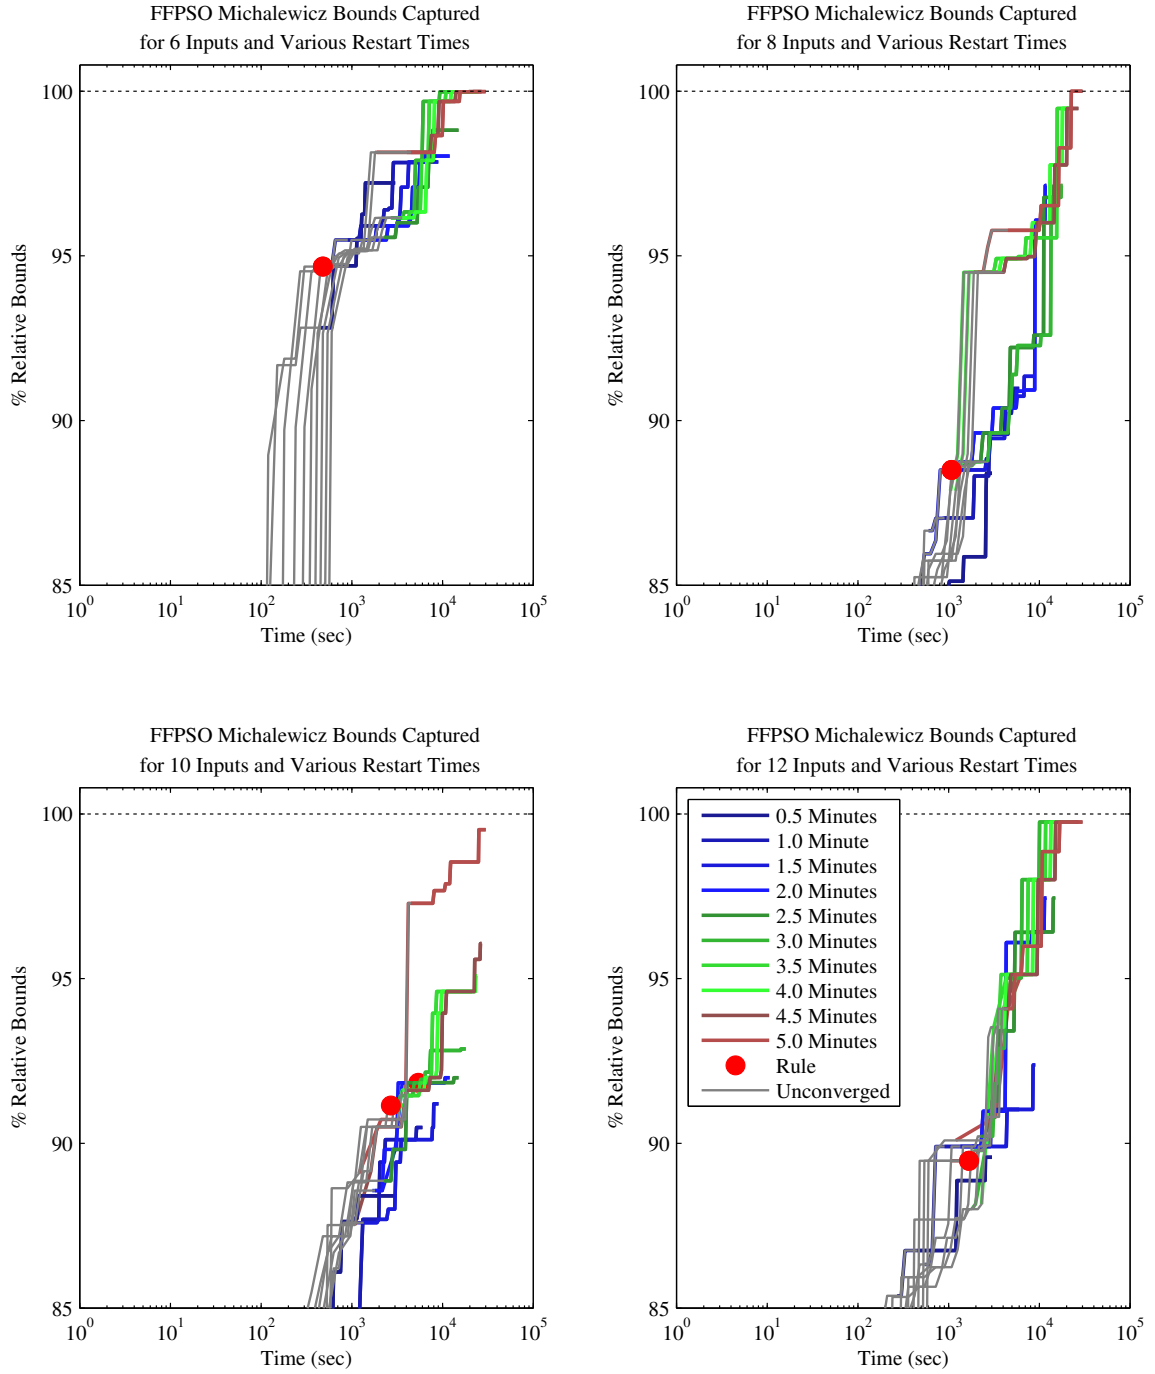 FFPSO Michalewicz Bounds Captured
for 6 Inputs and Various Restart Times
% Relative Bounds
100
95
90
85
10^0 10^1 10^2 10^3 10^4 10^5
Time (sec)
FFPSO Michalewicz Bounds Captured
for 8 Inputs and Various Restart Times
% Relative Bounds
100
95
90
85
10^0 10^1 10^2 10^3 10^4 10^5
Time (sec)
FFPSO Michalewicz Bounds Captured
for 10 Inputs and Various Restart Times
% Relative Bounds
100
95
90
85
10^0 10^1 10^2 10^3 10^4 10^5
Time (sec)
FFPSO Michalewicz Bounds Captured
for 12 Inputs and Various Restart Times
% Relative Bounds
100
95
90
85
10^0 10^1 10^2 10^3 10^4 10^5
Time (sec)
0.5 Minutes
1.0 Minute
1.5 Minutes
2.0 Minutes
2.5 Minutes
3.0 Minutes
3.5 Minutes
4.0 Minutes
4.5 Minutes
5.0 Minutes
Rule
Unconverged